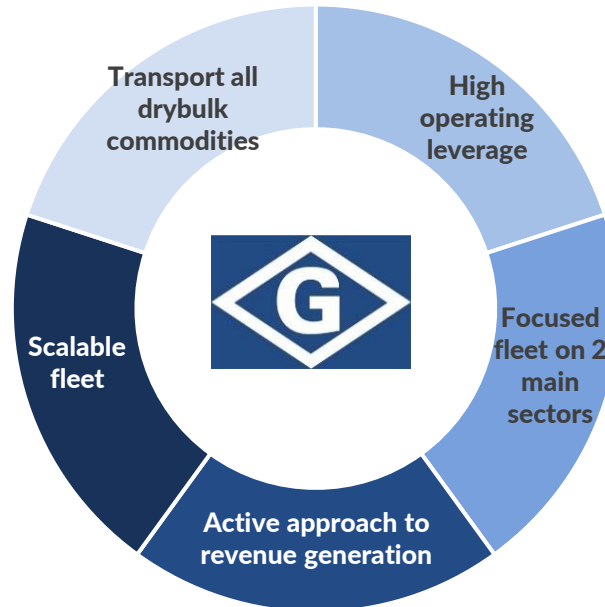 Transport all
drybulk
commodities
High
operating
leverage
Focused
fleet on 2
main
sectors
Active approach to
revenue generation
Scalable
fleet
G